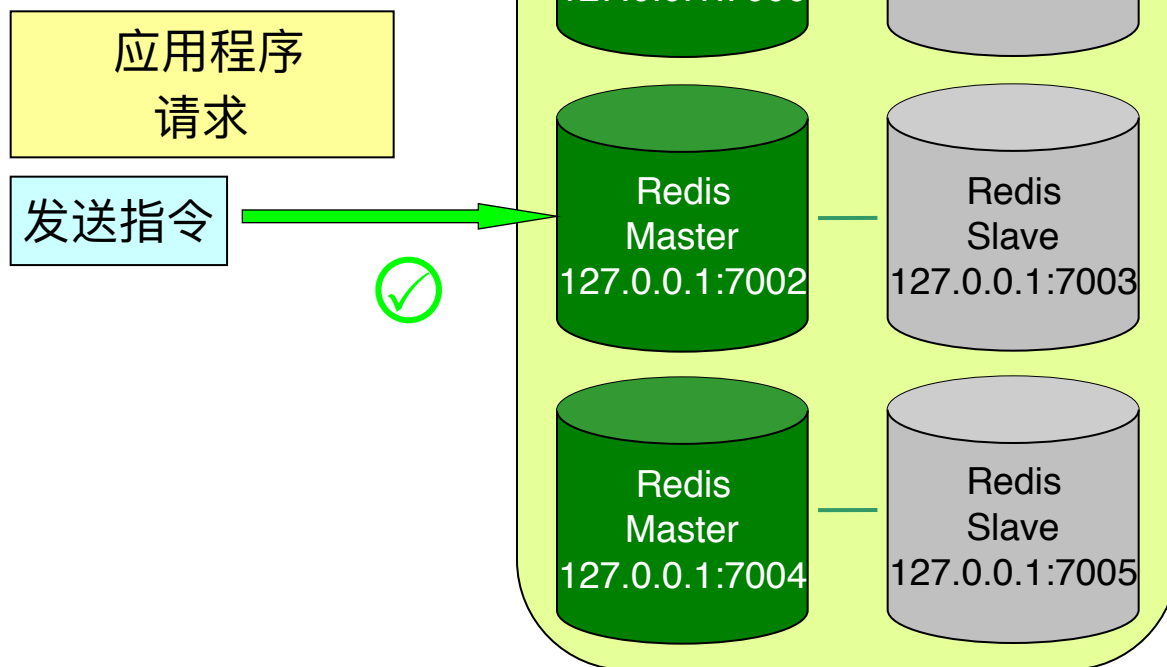 应用程序
请求
发送指令
Redis
Master
127.0.0.1:7002
Redis
Slave
127.0.0.1:7003
Redis
Master
127.0.0.1:7004
Redis
Slave
127.0.0.1:7005